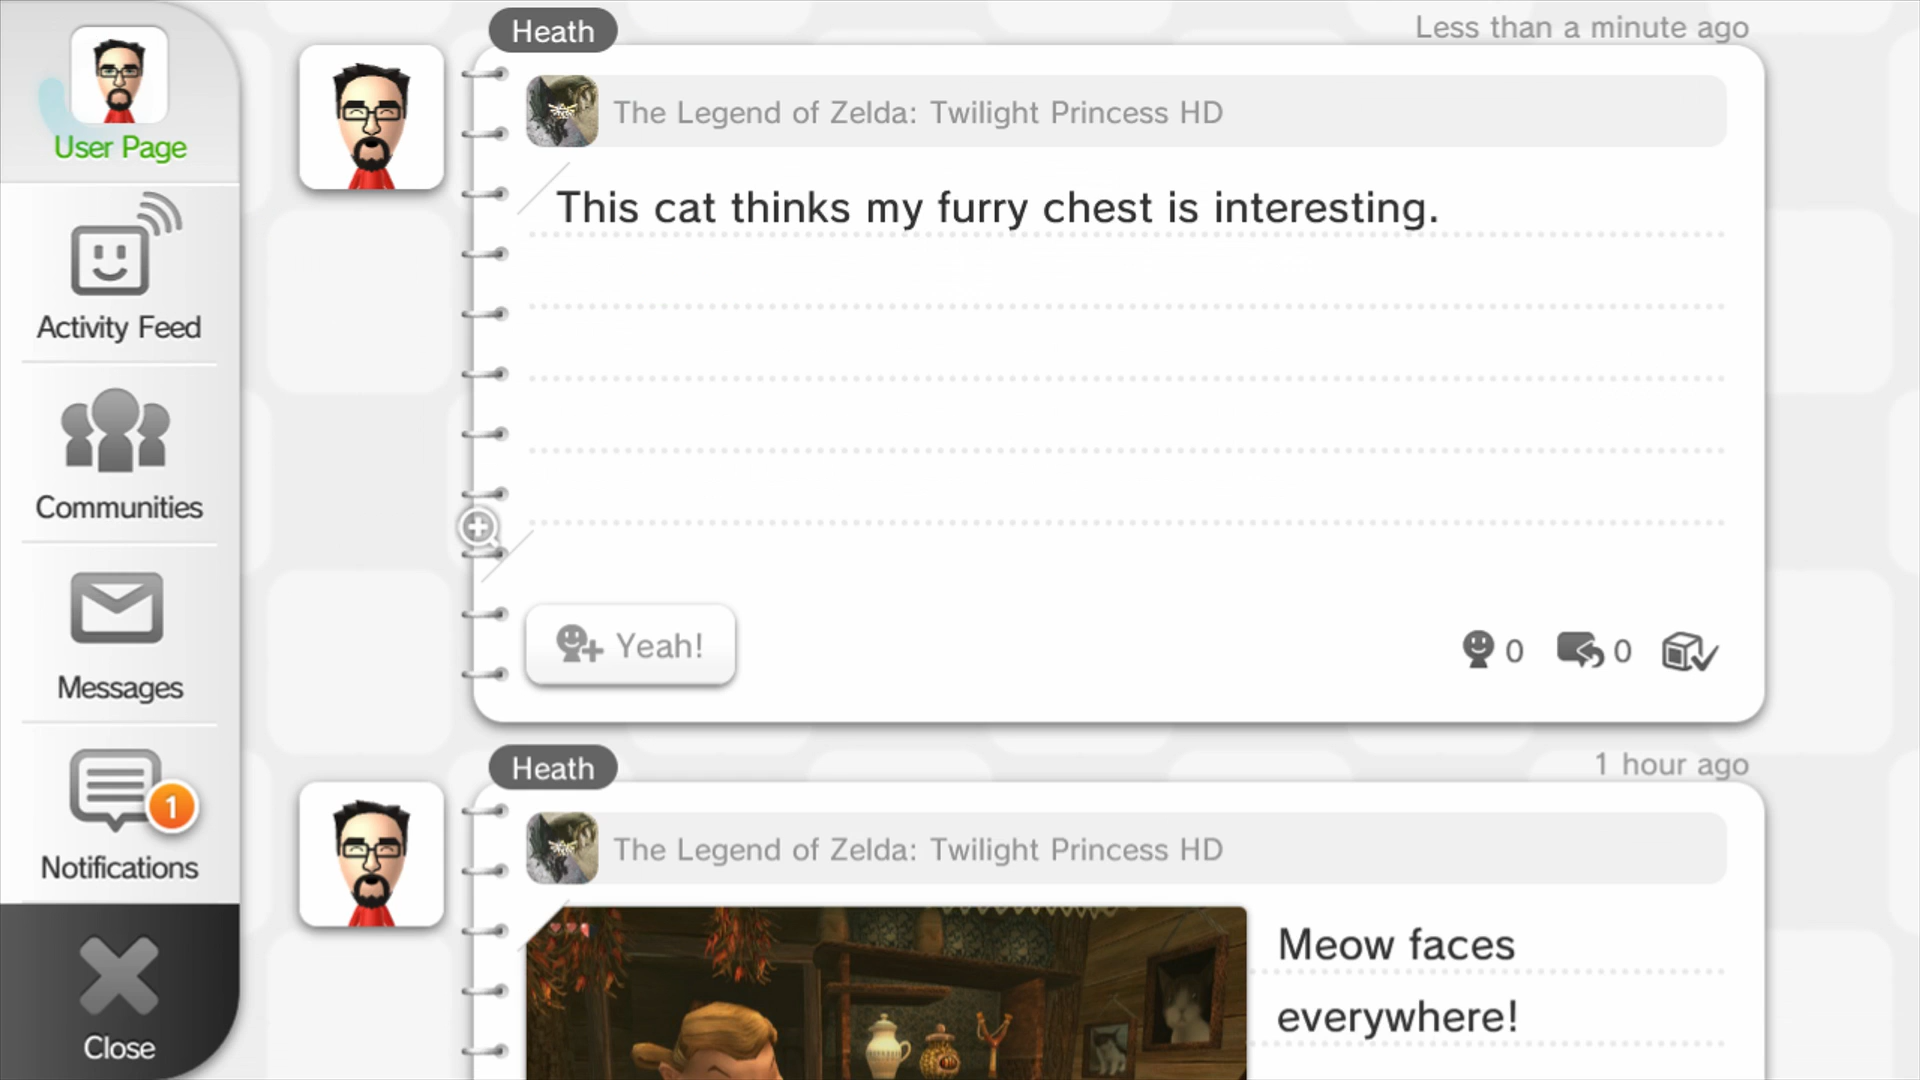 User Page
Activity Feed
Communities
Messages
1
Notifications
Close
Heath
Less than a minute ago
The Legend of Zelda: Twilight Princess HD
This cat thinks my furry chest is interesting.
Yeah!
0
0
Heath
1 hour ago
The Legend of Zelda: Twilight Princess HD
Meow faces
everywhere!